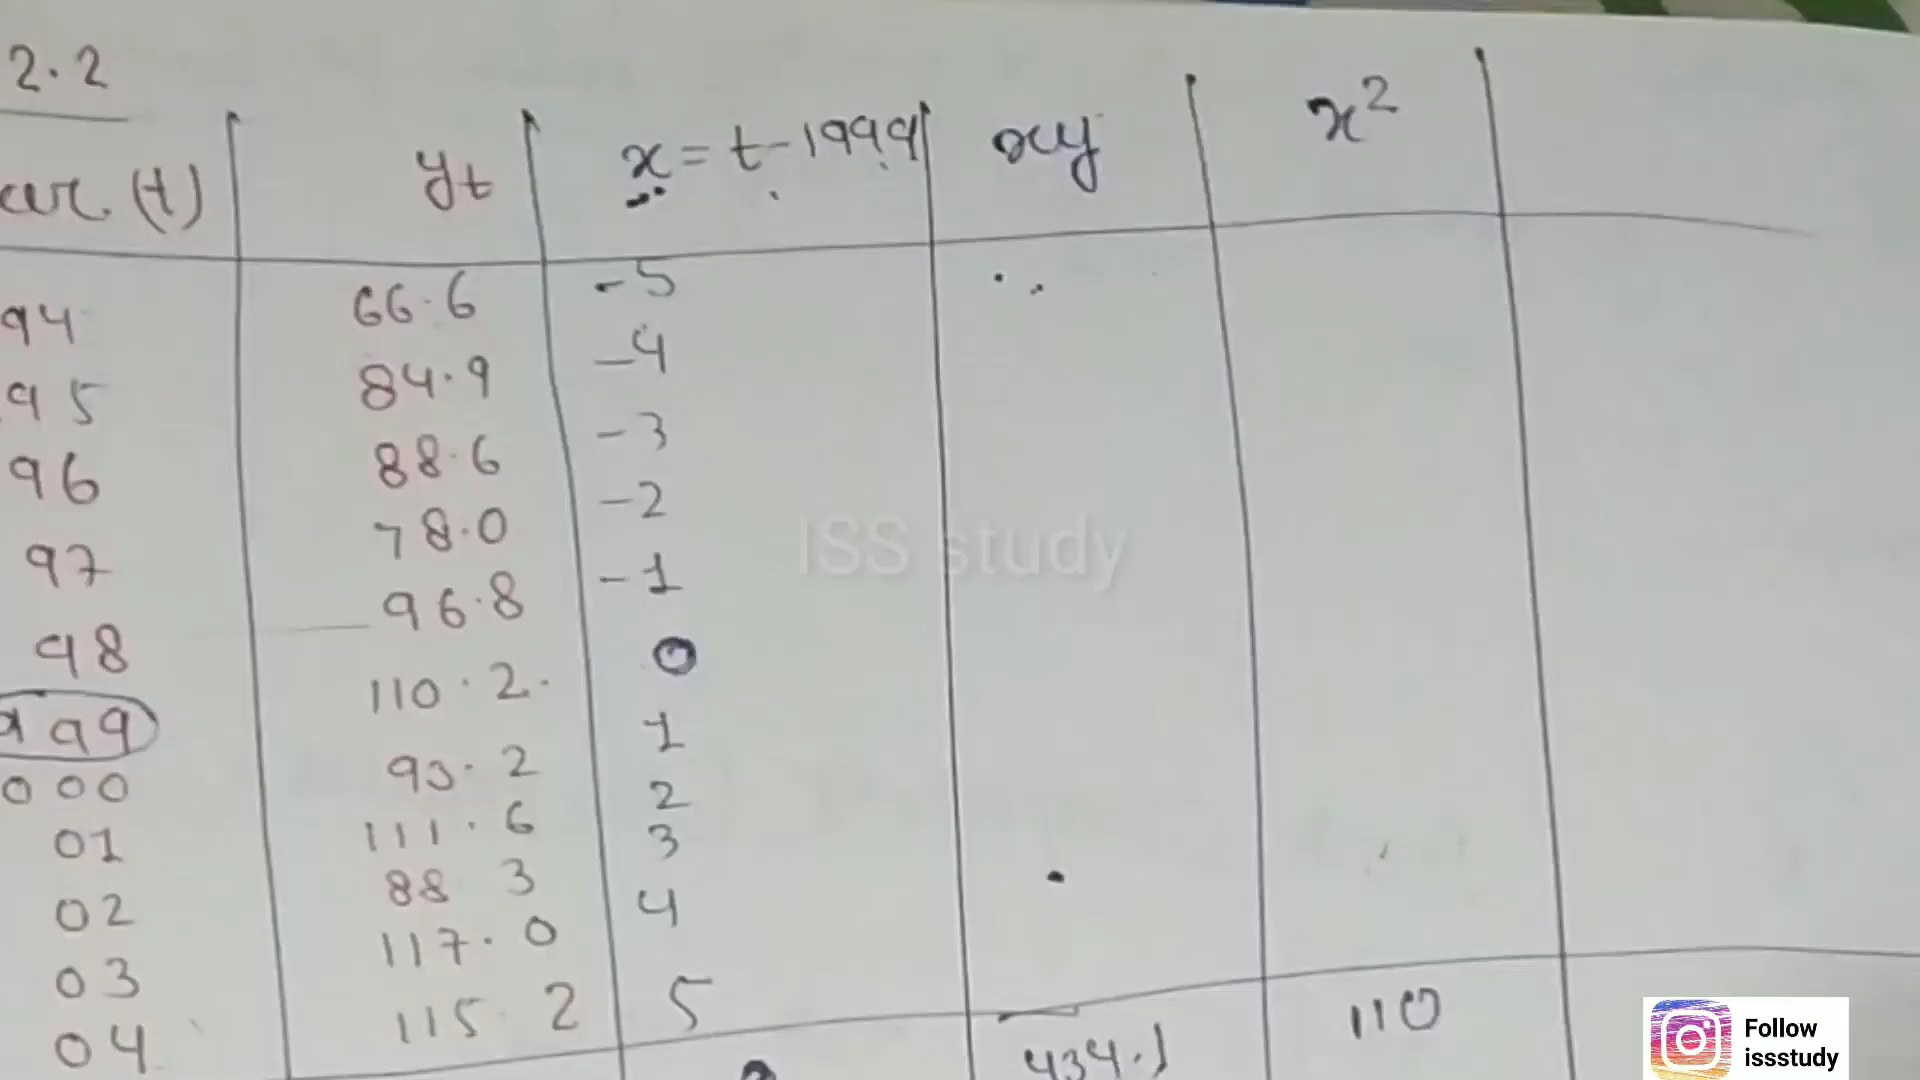 2.2
(t) yt x = t-1999 xy x²
94 66.6 -5
95 84.9 -4
96 88.6 -3
97 78.0 -2
98 96.8 -1
99 110.2 0
000 93.2 1
01 111.6 2
02 88 3 3
03 117.0 4
04 115.2 5
434.1 110
ISS study
Follow
issstudy